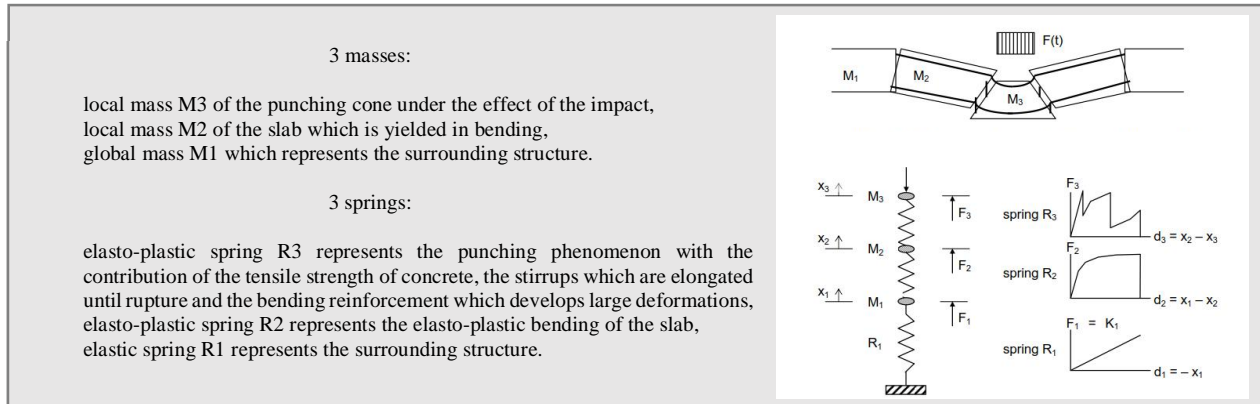 3 masses:
local mass M3 of the punching cone under the effect of the impact,
local mass M2 of the slab which is yielded in bending,
global mass M1 which represents the surrounding structure.
3 springs:
elasto-plastic spring R3 represents the punching phenomenon with the
contribution of the tensile strength of concrete, the stirrups which are elongated
until rupture and the bending reinforcement which develops large deformations,
elasto-plastic spring R2 represents the elasto-plastic bending of the slab,
elastic spring R1 represents the surrounding structure.
F(t)
M₁
M₂
M₃
x₃
M₃
F₃
x₂
M₂
F₂
x₁
M₁
F₁
R₁
F₃
spring R₃
d₃ = x₂ – x₃
F₂
spring R₂
d₂ = x₁ – x₂
F₁ = K₁
spring R₁
d₁ = – x₁